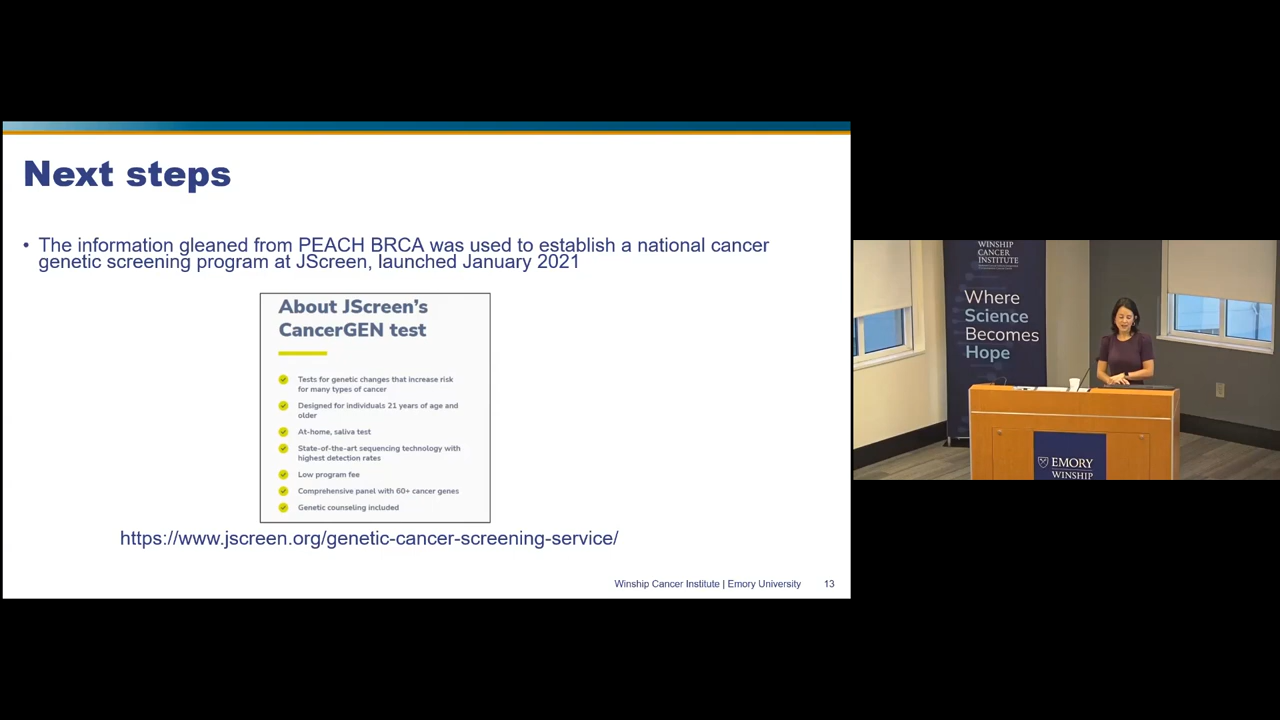 Next steps
• The information gleaned from PEACH BRCA was used to establish a national cancer
genetic screening program at JScreen, launched January 2021
About JScreen's
CancerGEN test
Tests for genetic changes that increase risk
for many types of cancer
Designed for individuals 21 years of age and
older
At-home, saliva test
State-of-the-art sequencing technology with
highest detection rates
Low program fee
Comprehensive panel with 60+ cancer genes
Genetic counseling included
https://www.jscreen.org/genetic-cancer-screening-service/
Winship Cancer Institute | Emory University 13
WINSHIP
CANCER
INSTITUTE
Where
Science
Becomes
Hope
EMORY
WINSHIP